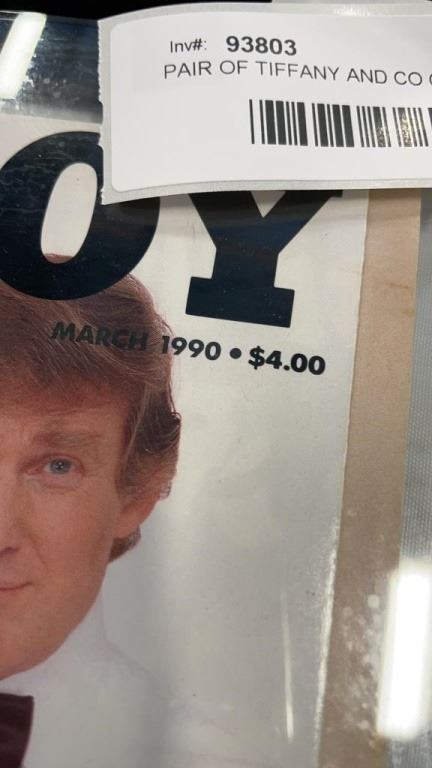 Inv#: 93803
PAIR OF TIFFANY AND CO
OY
MARCH 1990 • $4.00